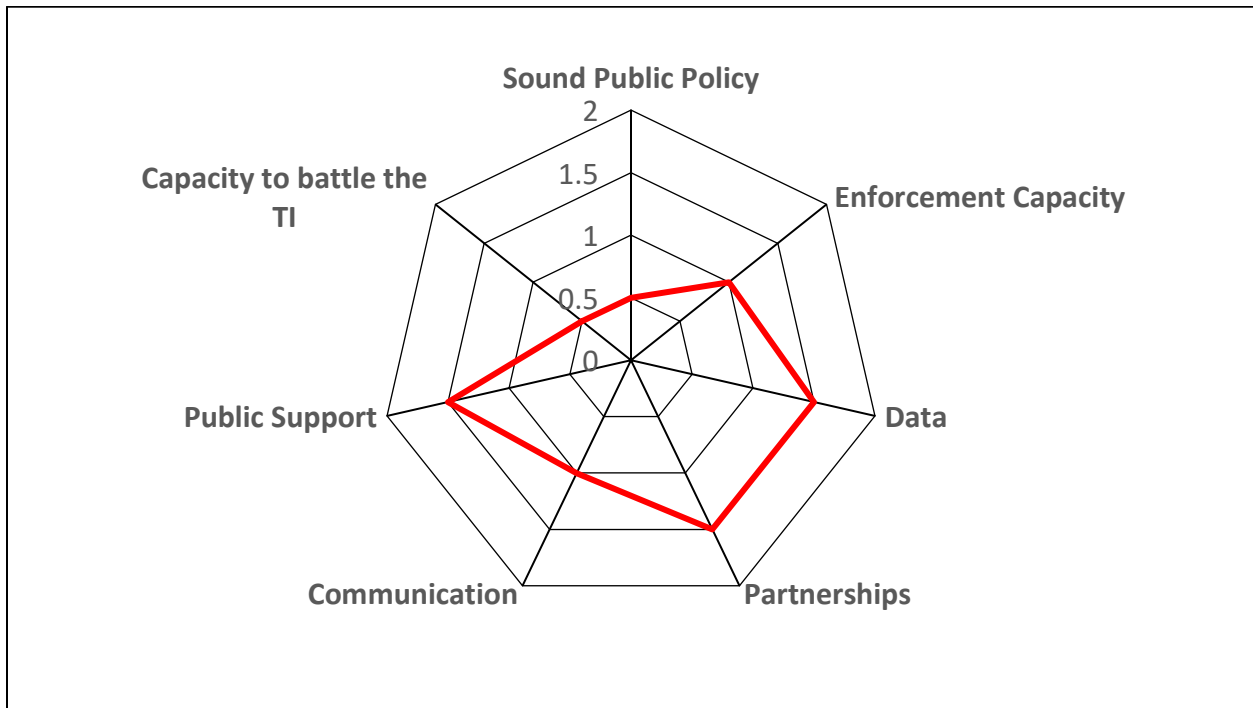 Sound Public Policy
2
1.5
1
0.5
0
Capacity to battle the
TI
Enforcement Capacity
Public Support
Data
Communication
Partnerships